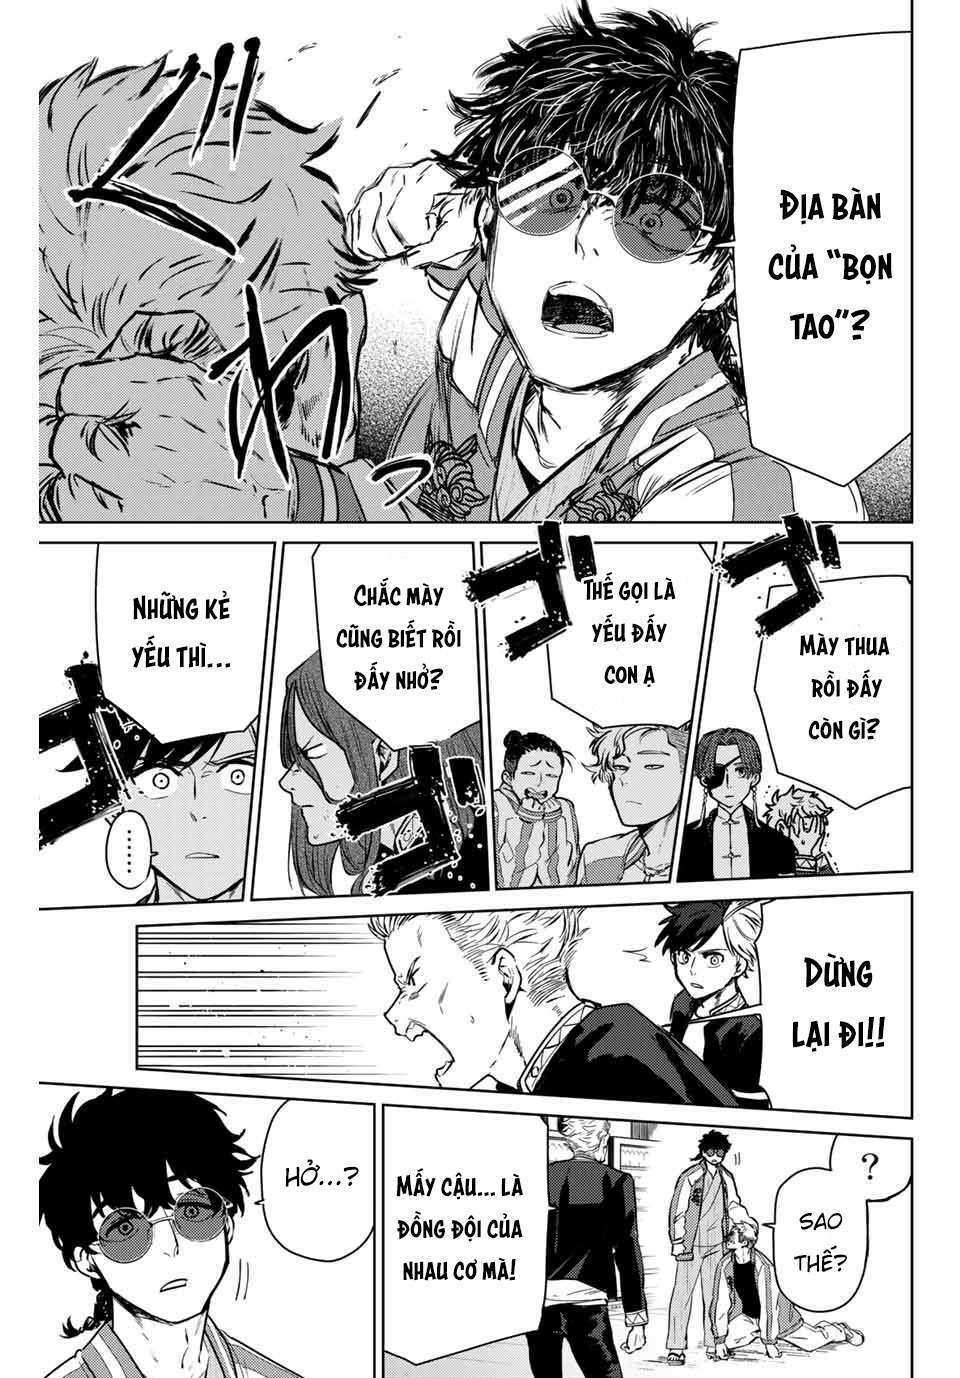 ĐỊA BÀN
CỦA “BỌN
TAO”?
MÀY THUA
RỒI ĐẤY
CÒN GÌ?
THẾ GỌI LÀ
YẾU ĐẤY
CON Ạ
CHẮC MÀY
CŨNG BIẾT RỒI
ĐẤY NHỞ?
NHỮNG KẺ
YẾU THÌ...
DỪNG
LẠI ĐI!!
?
SAO
THẾ?
MẤY CẬU... LÀ
ĐỒNG ĐỘI CỦA
NHAU CƠ MÀ!
HỞ...?